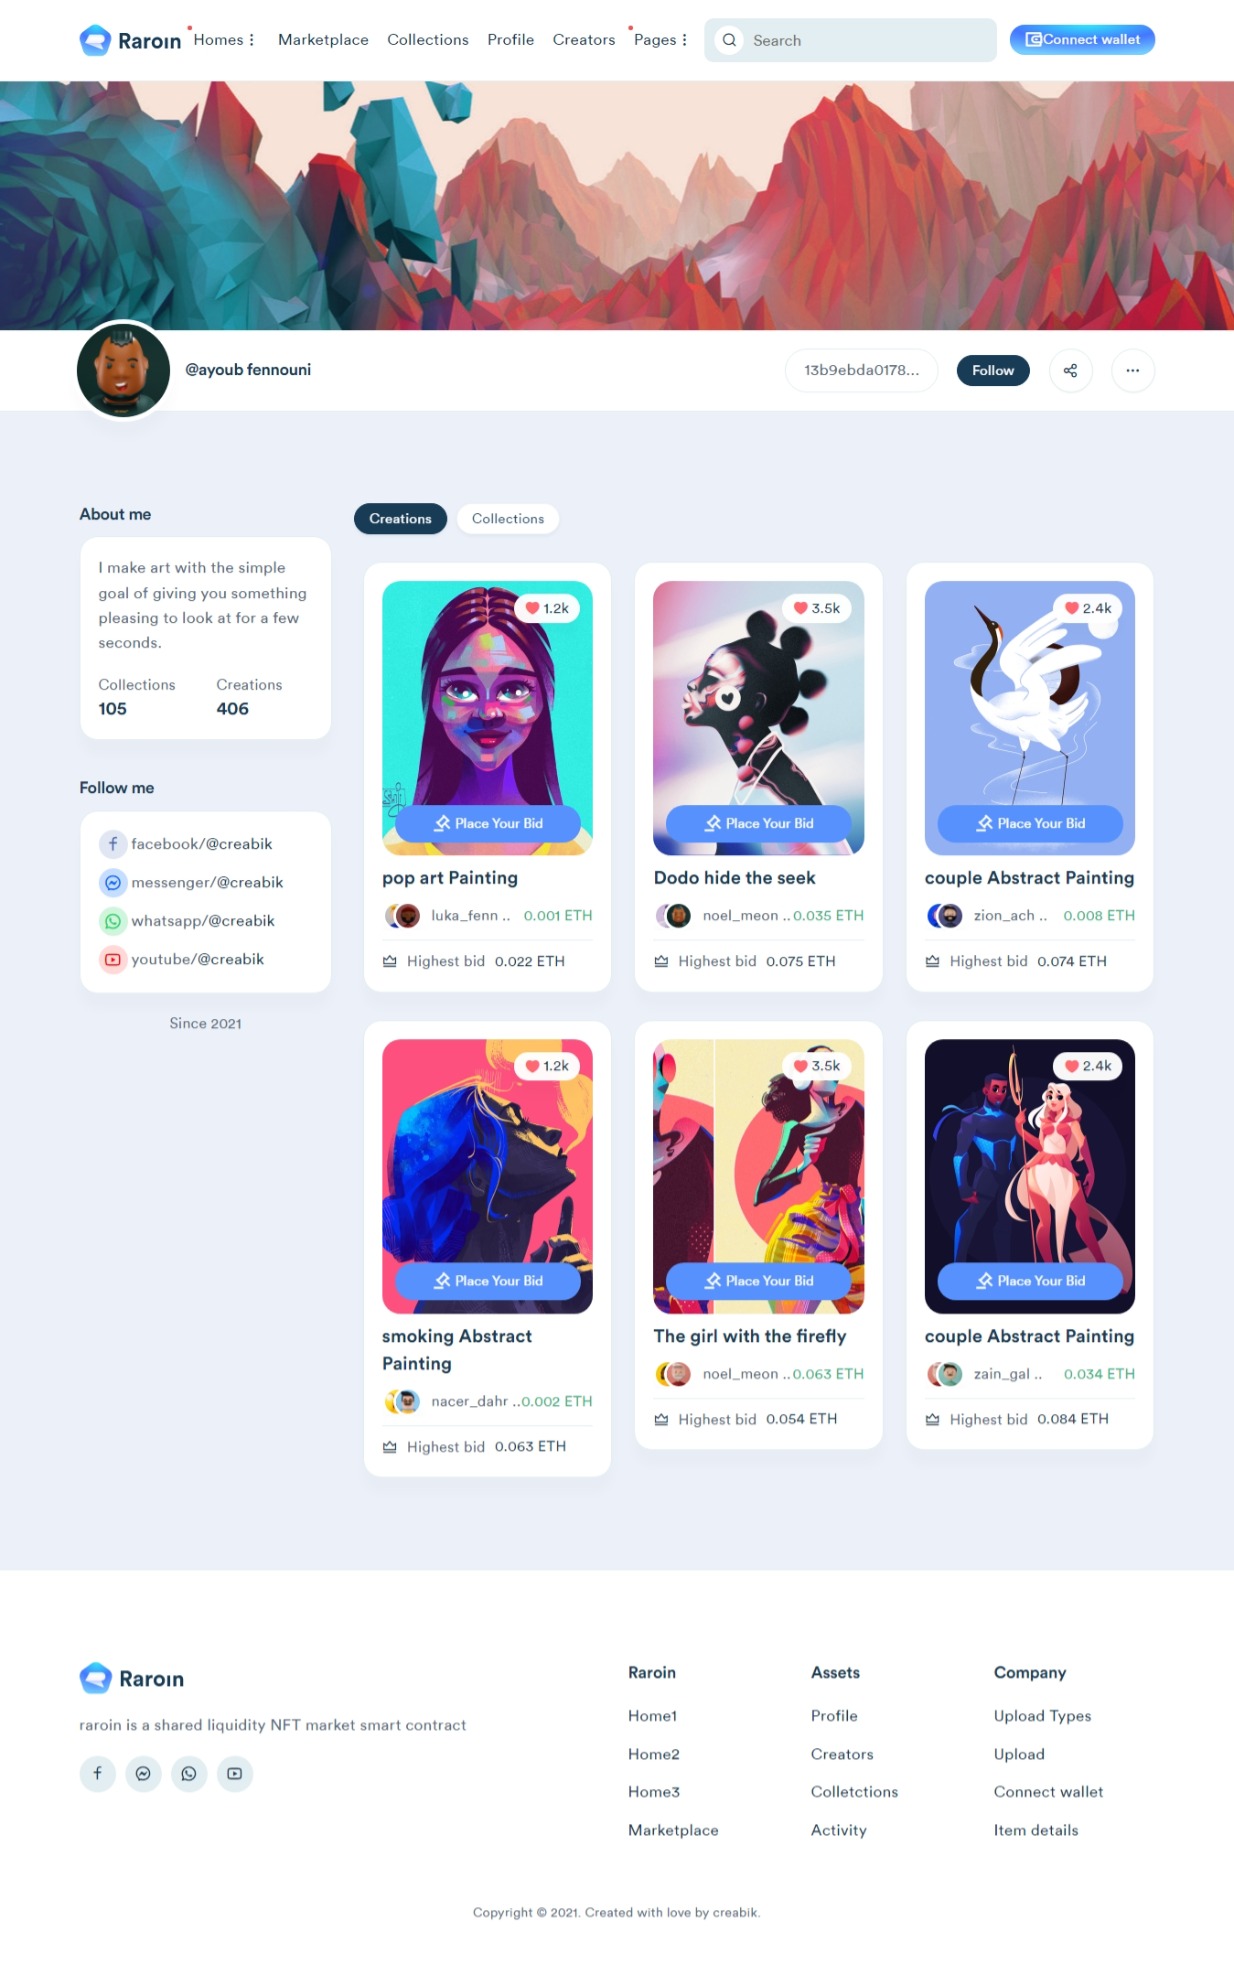 Raroin
Homes
Marketplace
Collections
Profile
Creators
Pages
Search
Connect wallet
@ayoub fennouni
13b9ebda0178...
Follow
About me
I make art with the simple
goal of giving you something
pleasing to look at for a few
seconds.
Collections Creations
105 406
Follow me
facebook/@creabik
messenger/@creabik
whatsapp/@creabik
youtube/@creabik
Since 2021
Creations
Collections
1.2k
Place Your Bid
pop art Painting
luka_fenn .. 0.001 ETH
Highest bid 0.022 ETH
3.5k
Place Your Bid
Dodo hide the seek
noel_meon .. 0.035 ETH
Highest bid 0.075 ETH
2.4k
Place Your Bid
couple Abstract Painting
zion_ach .. 0.008 ETH
Highest bid 0.074 ETH
1.2k
Place Your Bid
smoking Abstract
Painting
nacer_dahr .. 0.002 ETH
Highest bid 0.063 ETH
3.5k
Place Your Bid
The girl with the firefly
noel_meon .. 0.063 ETH
Highest bid 0.054 ETH
2.4k
Place Your Bid
couple Abstract Painting
zain_gal .. 0.034 ETH
Highest bid 0.084 ETH
Raroin
raroin is a shared liquidity NFT market smart contract
Raroin
Home1
Home2
Home3
Marketplace
Assets
Profile
Creators
Colletctions
Activity
Company
Upload Types
Upload
Connect wallet
Item details
Copyright © 2021. Created with love by creabik.